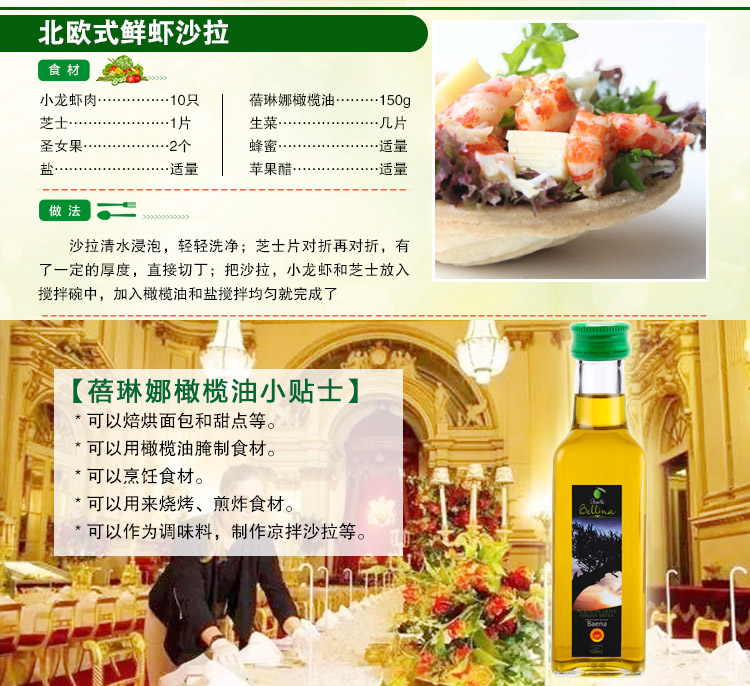 北欧式鲜虾沙拉
食材
>>>>>
小龙虾肉···············10只
芝士·····················1片
圣女果··················2个
盐························适量
蓓琳娜橄榄油·········150g
生菜·····················几片
蜂蜜·····················适量
苹果醋··················适量
做法
>>>>>>>>>>>>
沙拉清水浸泡，轻轻洗净；芝士片对折再对折，有
了一定的厚度，直接切丁；把沙拉，小龙虾和芝士放入
搅拌碗中，加入橄榄油和盐搅拌均匀就完成了
【蓓琳娜橄榄油小贴士】
* 可以焙烘面包和甜点等。
* 可以用橄榄油腌制食材。
* 可以烹饪食材。
* 可以用来烧烤、煎炸食材。
* 可以作为调味料，制作凉拌沙拉等。
Bellina
Baena